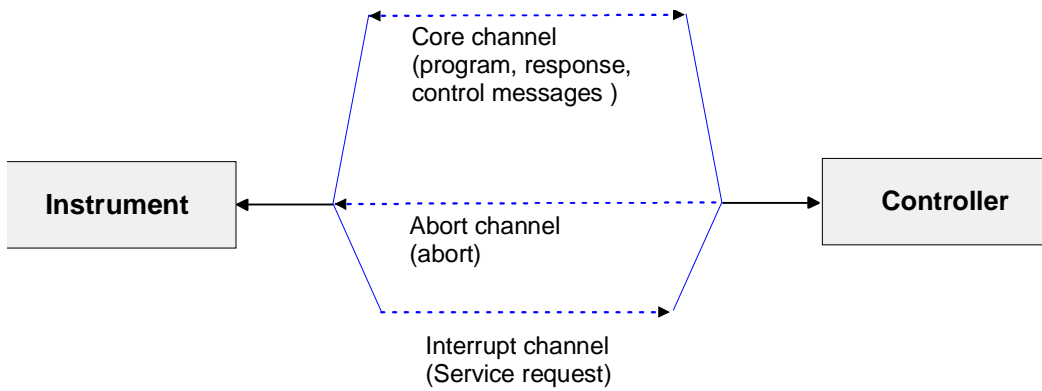 Core channel
(program, response,
control messages )
Instrument
Controller
Abort channel
(abort)
Interrupt channel
(Service request)